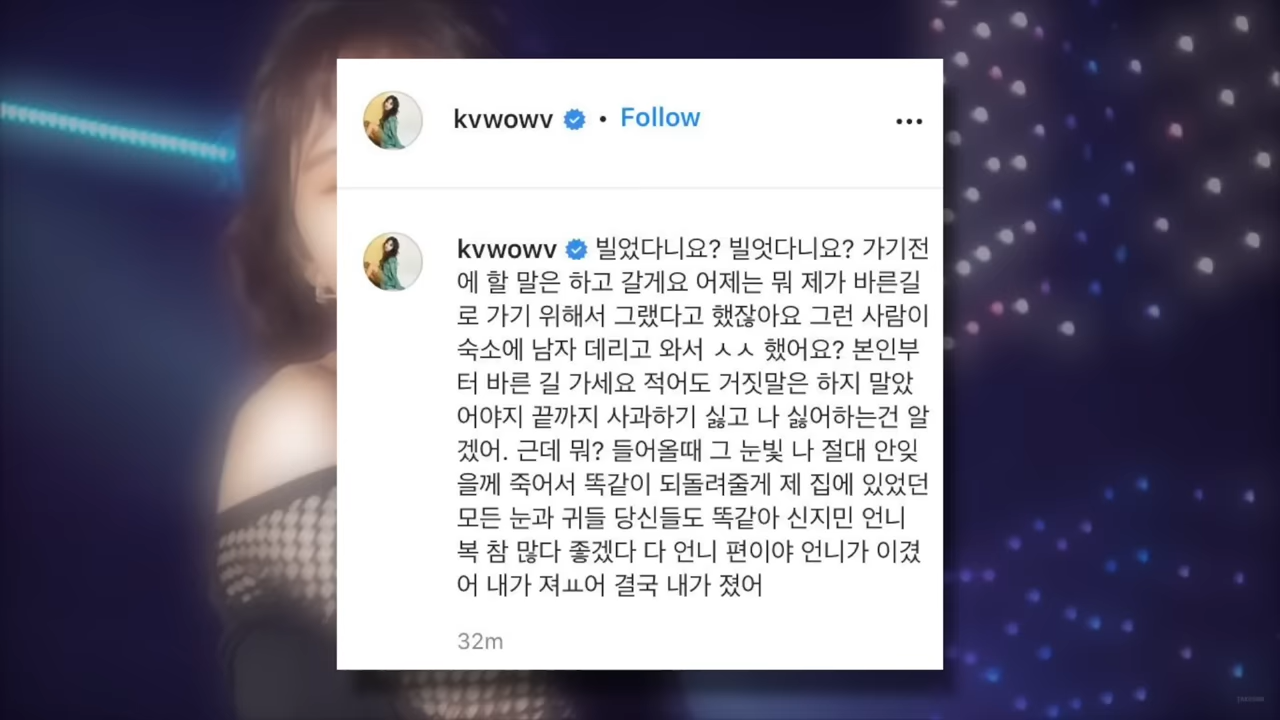 kvwowv • Follow •••
kvwowv 빌었다니요? 빌엇다니요? 가기전
에 할 말은 하고 갈게요 어제는 뭐 제가 바른길
로 가기 위해서 그랬다고 했잖아요 그런 사람이
숙소에 남자 데리고 와서 ㅅㅅ 했어요? 본인부
터 바른 길 가세요 적어도 거짓말은 하지 말았
어야지 끝까지 사과하기 싫고 나 싫어하는건 알
겠어. 근데 뭐? 들어올때 그 눈빛 나 절대 안잊
을께 죽어서 똑같이 되돌려줄게 제 집에 있었던
모든 눈과 귀들 당신들도 똑같아 신지민 언니
복 참 많다 좋겠다 다 언니 편이야 언니가 이겼
어 내가 져ㅛ어 결국 내가 졌어
32m